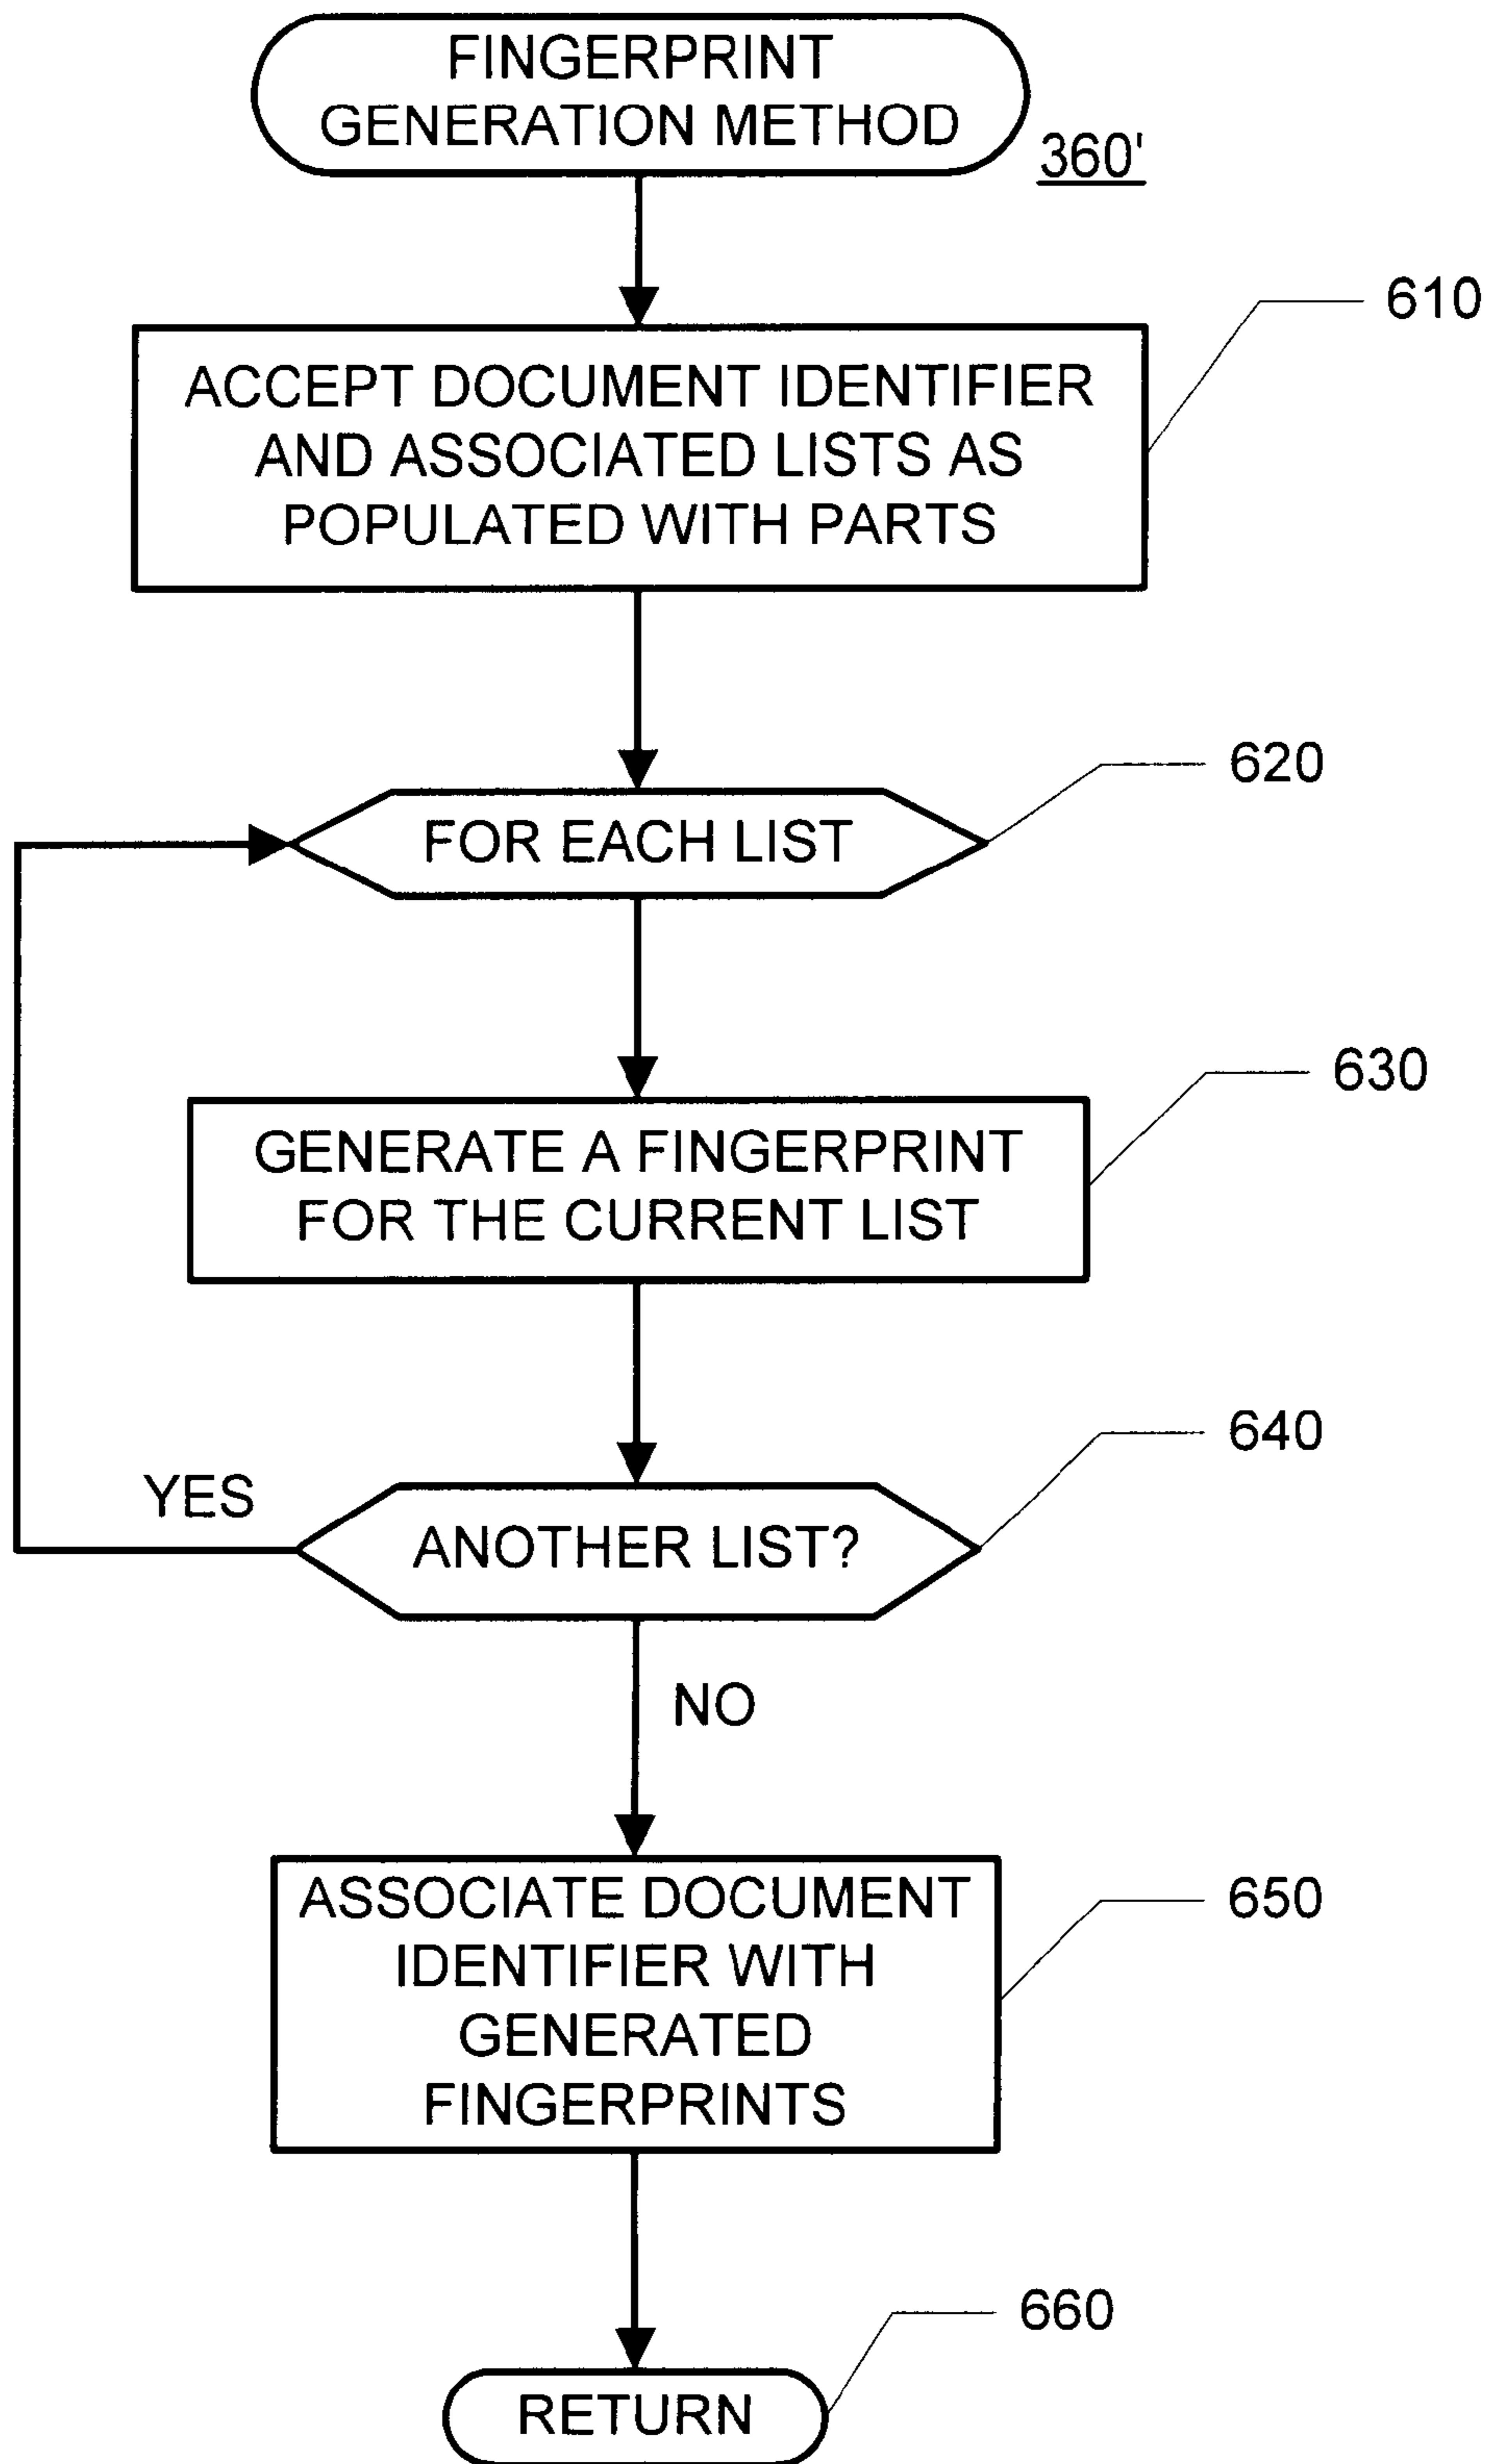 FINGERPRINT
GENERATION METHOD
360'
610
ACCEPT DOCUMENT IDENTIFIER
AND ASSOCIATED LISTS AS
POPULATED WITH PARTS
620
FOR EACH LIST
630
GENERATE A FINGERPRINT
FOR THE CURRENT LIST
640
YES
ANOTHER LIST?
NO
650
ASSOCIATE DOCUMENT
IDENTIFIER WITH
GENERATED
FINGERPRINTS
660
RETURN